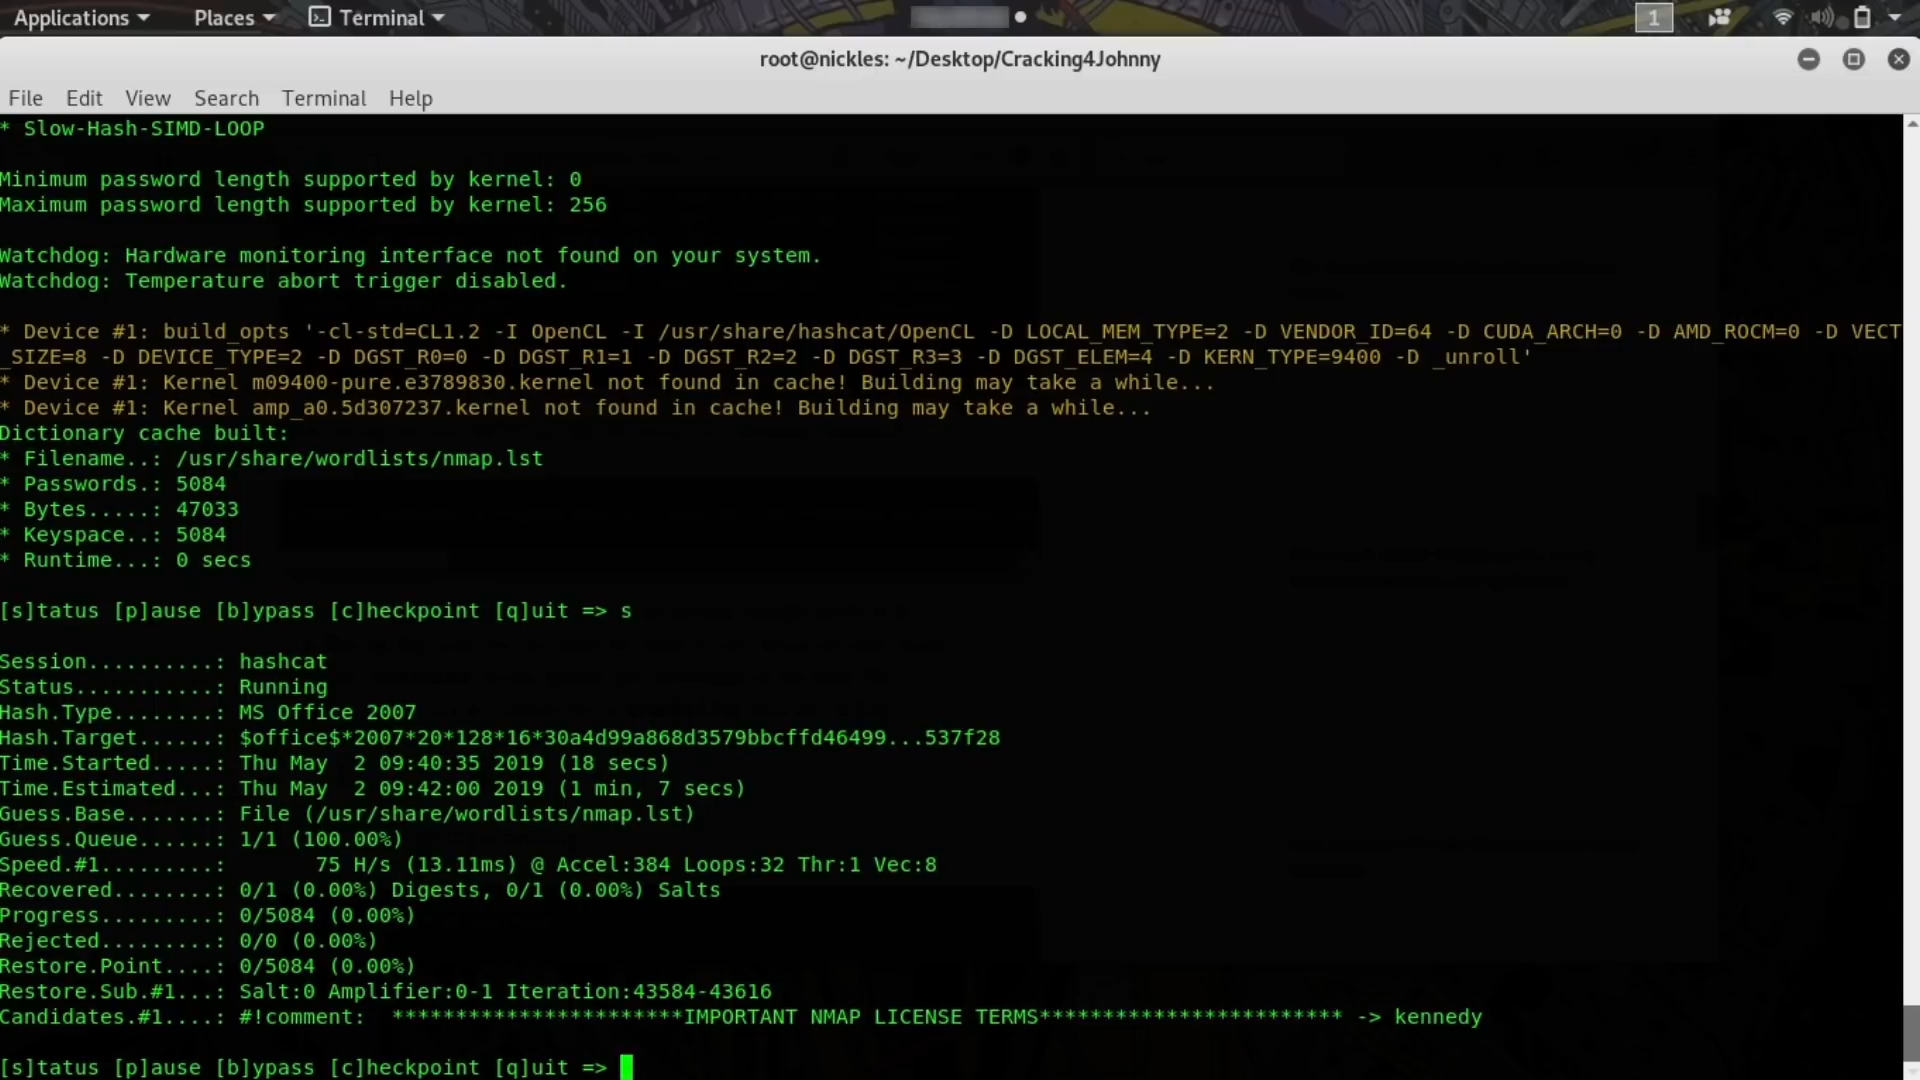 Applications Places Terminal 1
root@nickles: ~/Desktop/Cracking4Johnny
File Edit View Search Terminal Help
* Slow-Hash-SIMD-LOOP
Minimum password length supported by kernel: 0
Maximum password length supported by kernel: 256
Watchdog: Hardware monitoring interface not found on your system.
Watchdog: Temperature abort trigger disabled.
* Device #1: build_opts '-cl-std=CL1.2 -I OpenCL -I /usr/share/hashcat/OpenCL -D LOCAL_MEM_TYPE=2 -D VENDOR_ID=64 -D CUDA_ARCH=0 -D AMD_ROCM=0 -D VECT
_SIZE=8 -D DEVICE_TYPE=2 -D DGST_R0=0 -D DGST_R1=1 -D DGST_R2=2 -D DGST_R3=3 -D DGST_ELEM=4 -D KERN_TYPE=9400 -D _unroll'
* Device #1: Kernel m09400-pure.e3789830.kernel not found in cache! Building may take a while...
* Device #1: Kernel amp_a0.5d307237.kernel not found in cache! Building may take a while...
Dictionary cache built:
* Filename..: /usr/share/wordlists/nmap.lst
* Passwords.: 5084
* Bytes.....: 47033
* Keyspace..: 5084
* Runtime...: 0 secs
[s]tatus [p]ause [b]ypass [c]heckpoint [q]uit => s
Session..........: hashcat
Status...........: Running
Hash.Type........: MS Office 2007
Hash.Target......: $office$*2007*20*128*16*30a4d99a868d3579bbcffd46499...537f28
Time.Started.....: Thu May  2 09:40:35 2019 (18 secs)
Time.Estimated...: Thu May  2 09:42:00 2019 (1 min, 7 secs)
Guess.Base.......: File (/usr/share/wordlists/nmap.lst)
Guess.Queue......: 1/1 (100.00%)
Speed.#1.........:       75 H/s (13.11ms) @ Accel:384 Loops:32 Thr:1 Vec:8
Recovered........: 0/1 (0.00%) Digests, 0/1 (0.00%) Salts
Progress.........: 0/5084 (0.00%)
Rejected.........: 0/0 (0.00%)
Restore.Point....: 0/5084 (0.00%)
Restore.Sub.#1...: Salt:0 Amplifier:0-1 Iteration:43584-43616
Candidates.#1....: #!comment:  ***********************IMPORTANT NMAP LICENSE TERMS************************ -> kennedy
[s]tatus [p]ause [b]ypass [c]heckpoint [q]uit =>